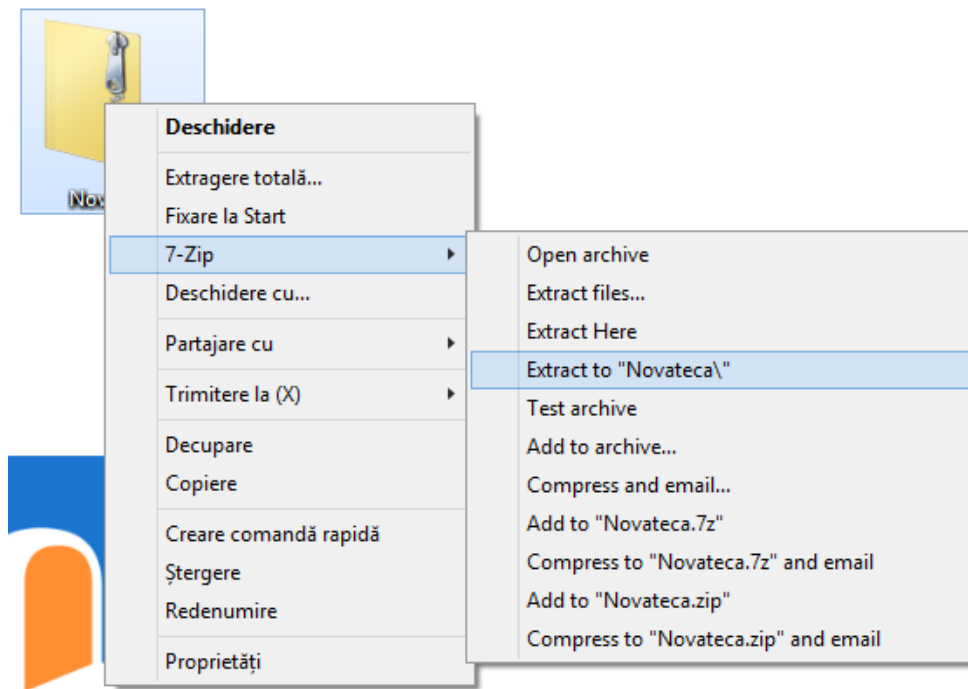 Nov
Deschidere
Extragere totală...
Fixare la Start
7-Zip
Deschidere cu...
Partajare cu
Trimitere la (X)
Decupare
Copiere
Creare comandă rapidă
Ștergere
Redenumire
Proprietăți
Open archive
Extract files...
Extract Here
Extract to "Novateca\"
Test archive
Add to archive...
Compress and email...
Add to "Novateca.7z"
Compress to "Novateca.7z" and email
Add to "Novateca.zip"
Compress to "Novateca.zip" and email